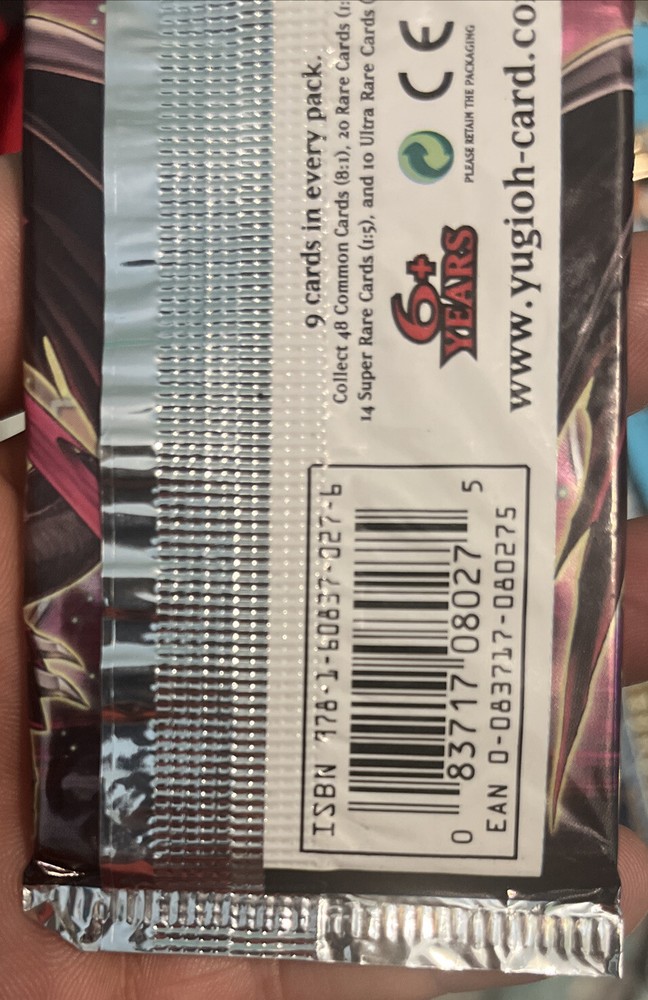 9 cards in every pack.
Collect 48 Common Cards (8:1), 20 Rare Cards (1:
14 Super Rare Cards (1:5), and 10 Ultra Rare Cards (
CE
PLEASE RETAIN THE PACKAGING
6+
YEARS
www.yugioh-card.co
ISBN 978-1-60837-027-6
0 83717 08027 5
EAN 0-083717-080275